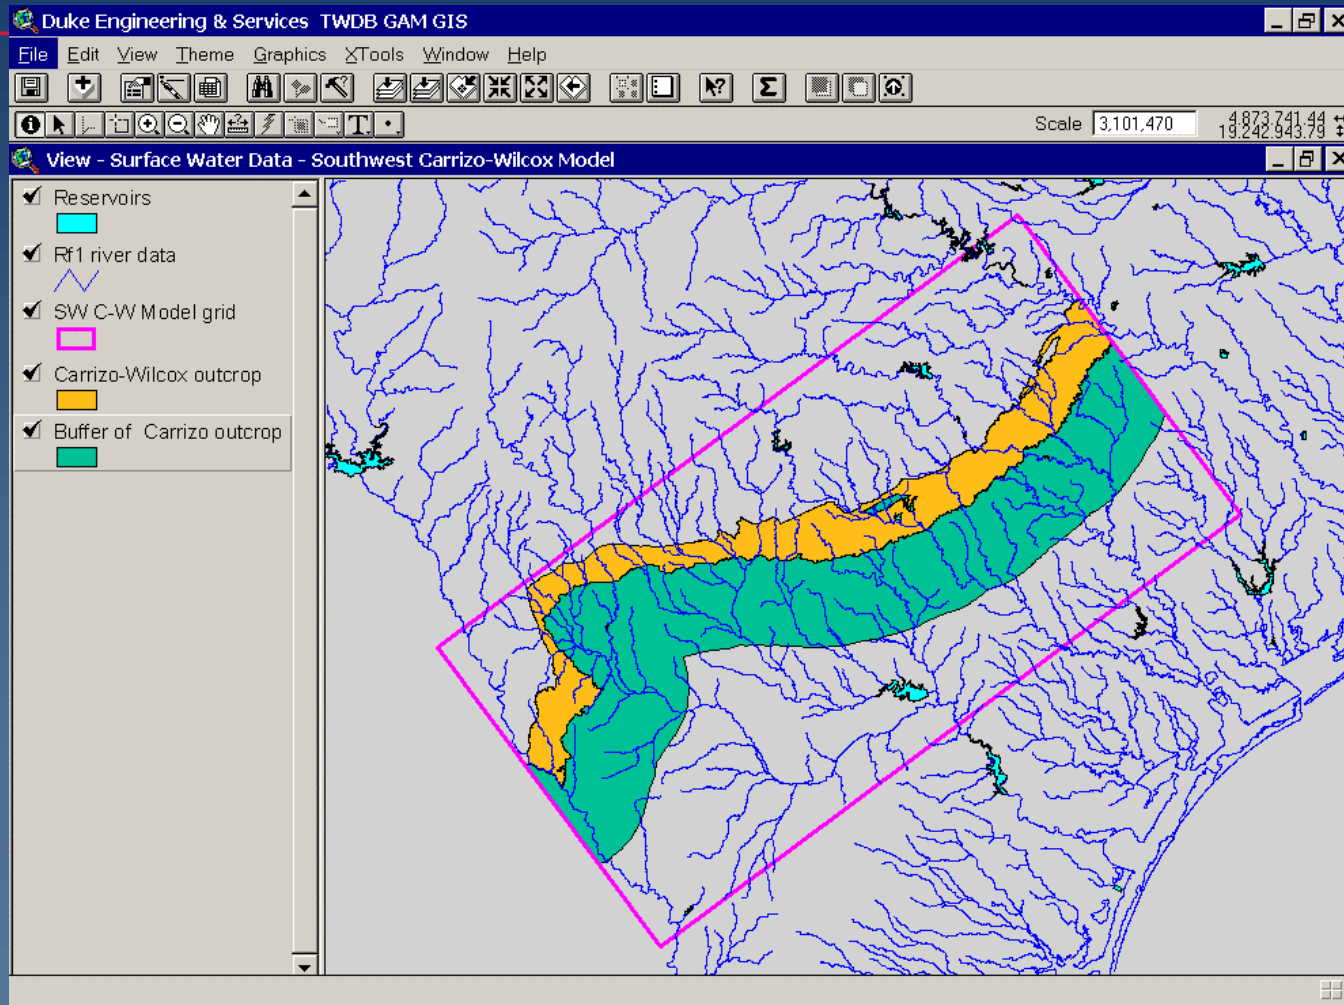 Duke Engineering & Services  TWDB GAM GIS
File Edit View Theme Graphics XTools Window Help
Scale 3,101,470
4,873,741.44
19,242,943.79
View - Surface Water Data - Southwest Carrizo-Wilcox Model
Reservoirs
Rf1 river data
SW C-W Model grid
Carrizo-Wilcox outcrop
Buffer of  Carrizo outcrop